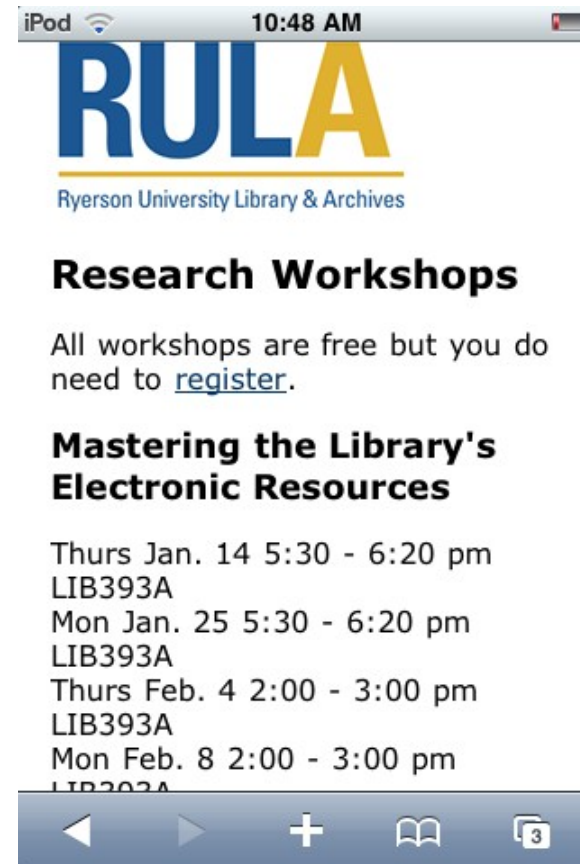 iPod 10:48 AM
RULA
Ryerson University Library & Archives
Research Workshops
All workshops are free but you do
need to register.
Mastering the Library's
Electronic Resources
Thurs Jan. 14 5:30 - 6:20 pm
LIB393A
Mon Jan. 25 5:30 - 6:20 pm
LIB393A
Thurs Feb. 4 2:00 - 3:00 pm
LIB393A
Mon Feb. 8 2:00 - 3:00 pm
LIB393A
3